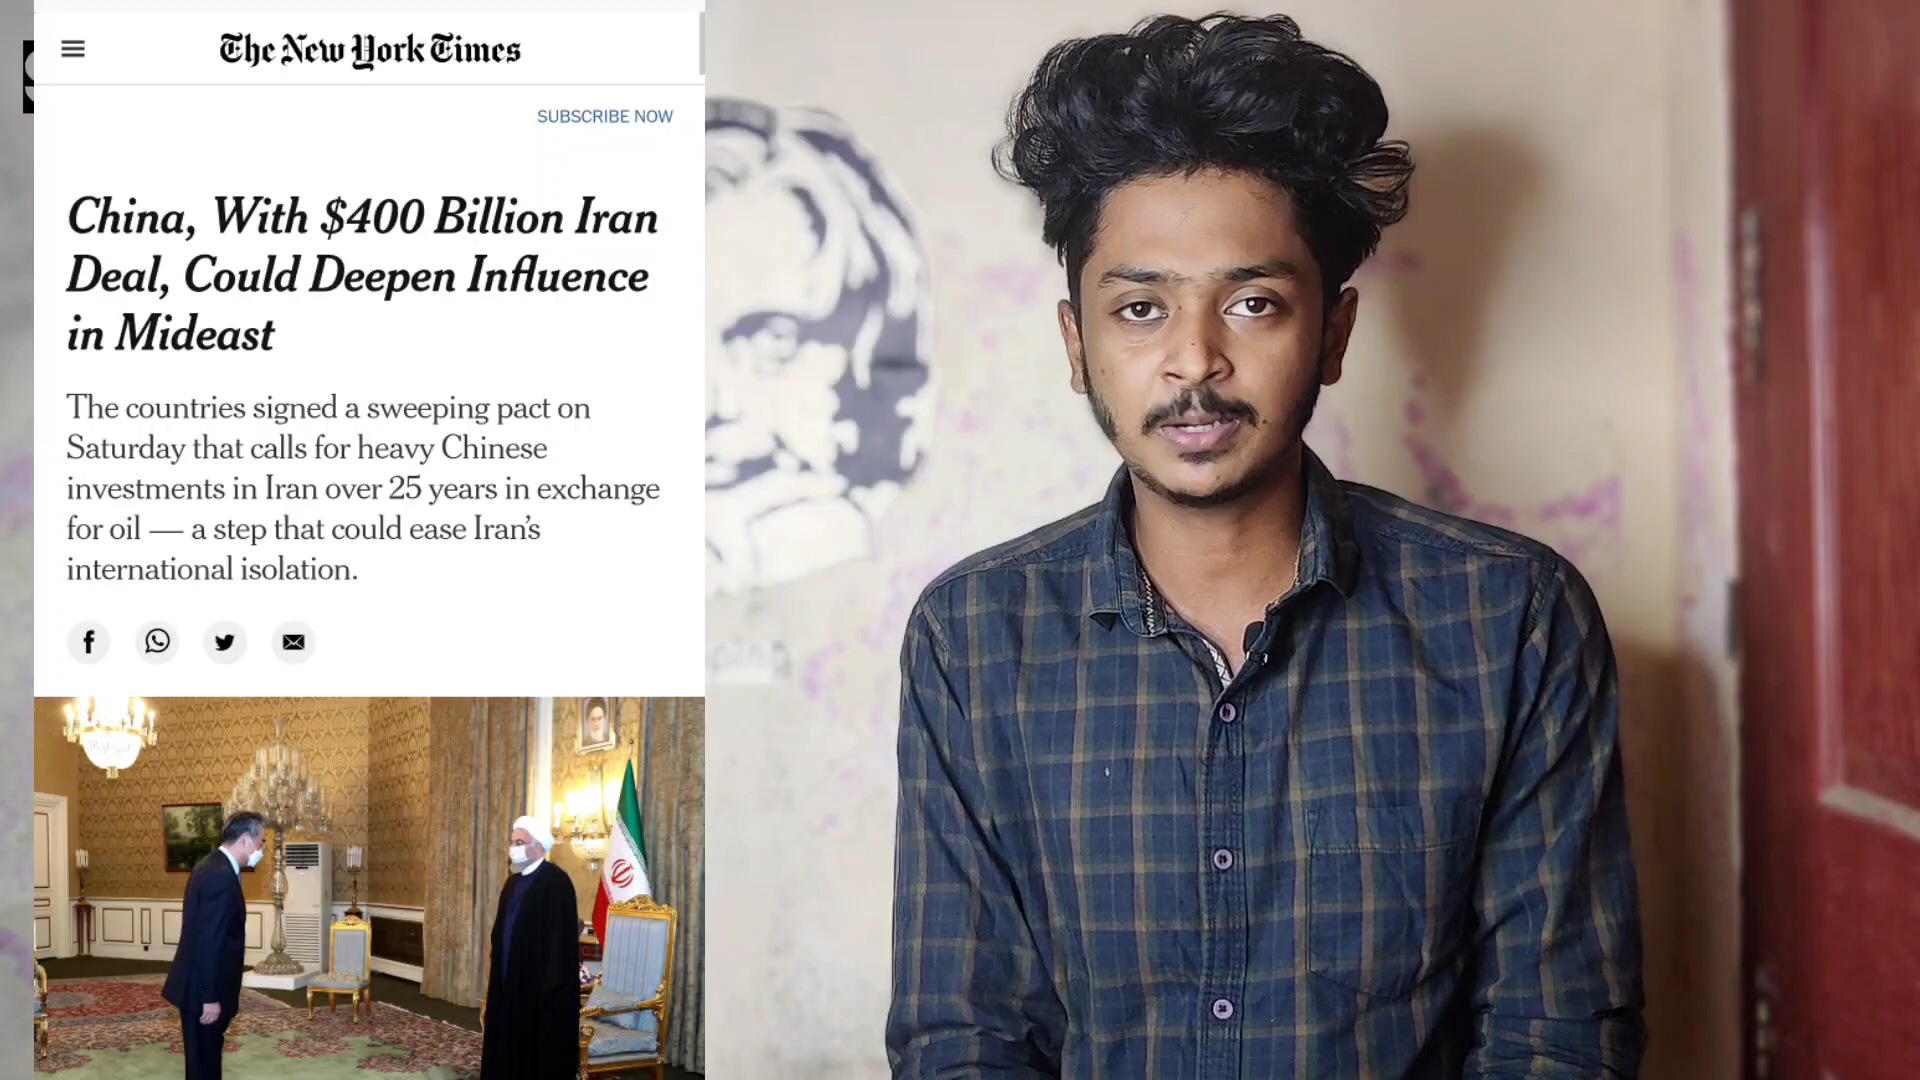 The New York Times
SUBSCRIBE NOW
China, With $400 Billion Iran
Deal, Could Deepen Influence
in Mideast
The countries signed a sweeping pact on
Saturday that calls for heavy Chinese
investments in Iran over 25 years in exchange
for oil — a step that could ease Iran’s
international isolation.